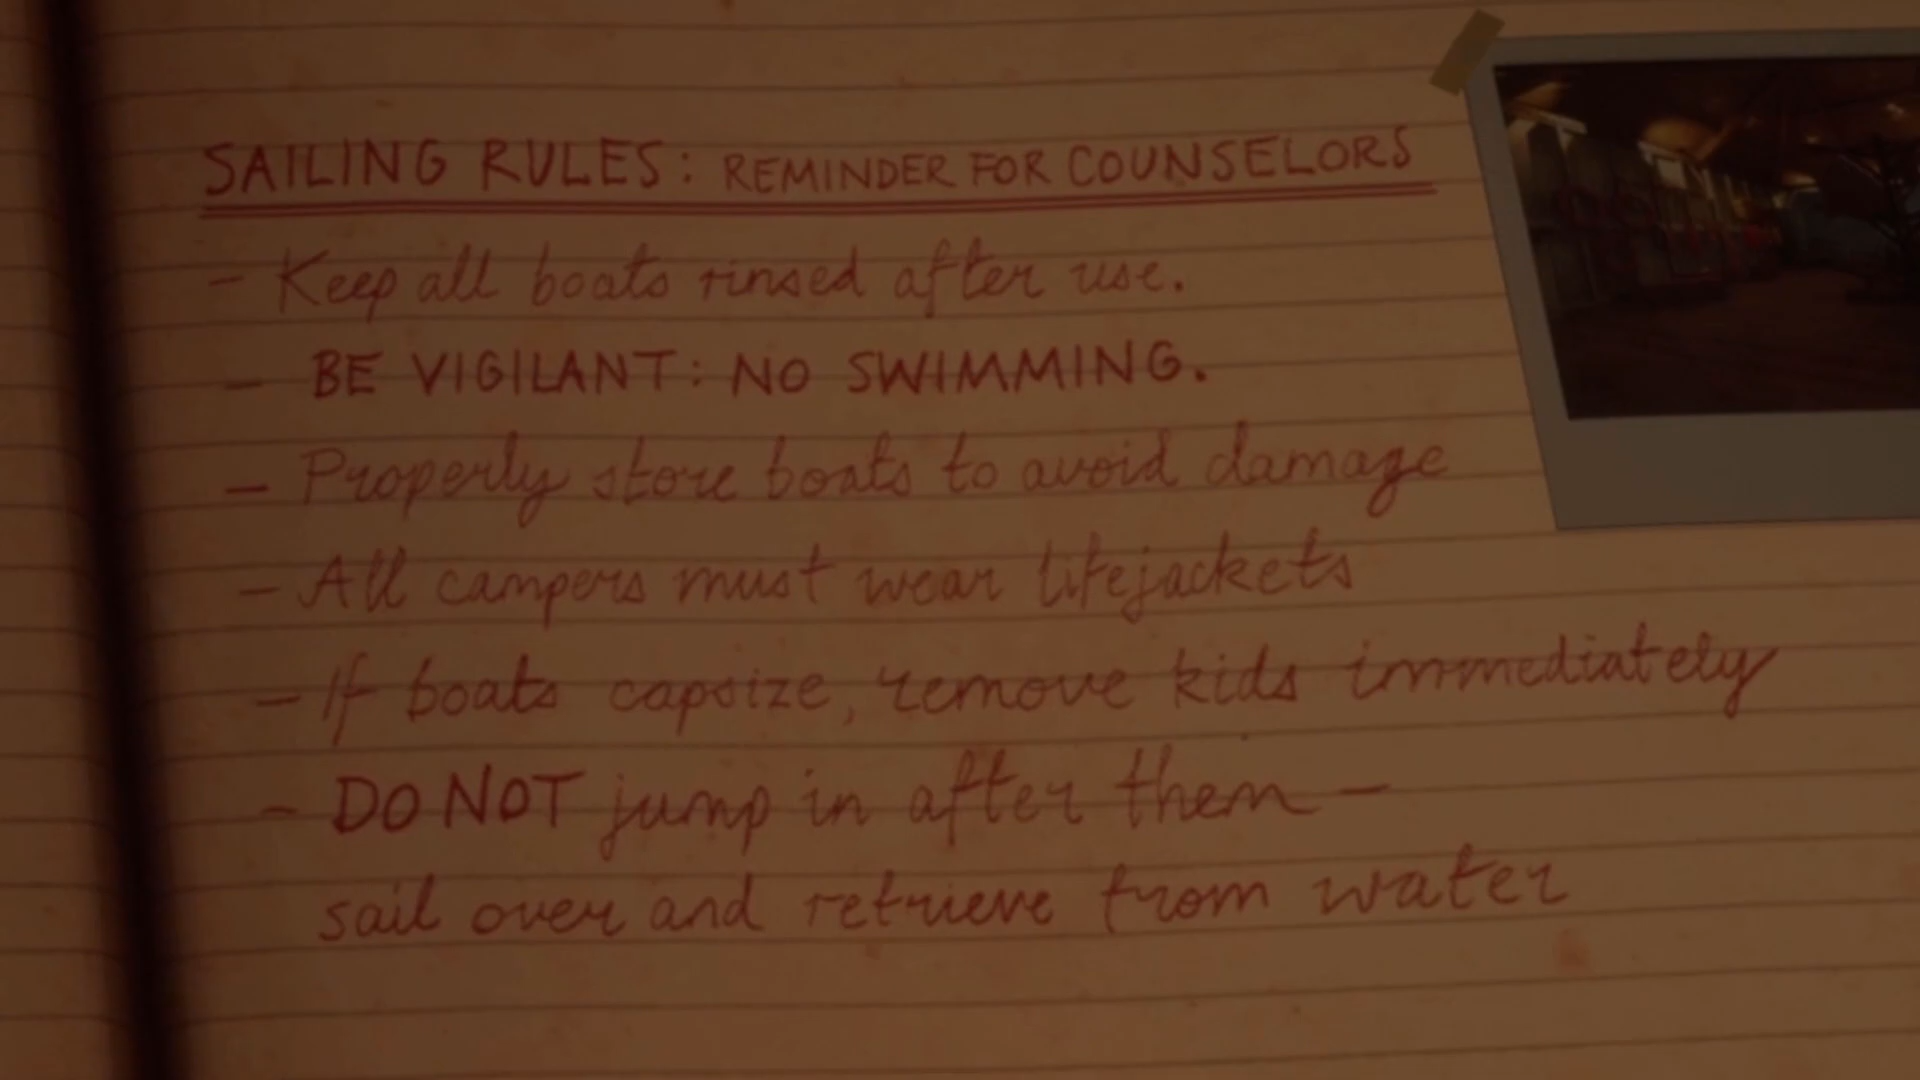 SAILING RULES: REMINDER FOR COUNSELORS
- Keep all boats rinsed after use.
- BE VIGILANT: NO SWIMMING.
- Properly store boats to avoid damage
- All campers must wear lifejackets
- If boats capsize, remove kids immediately
- DO NOT jump in after them -
sail over and retrieve from water